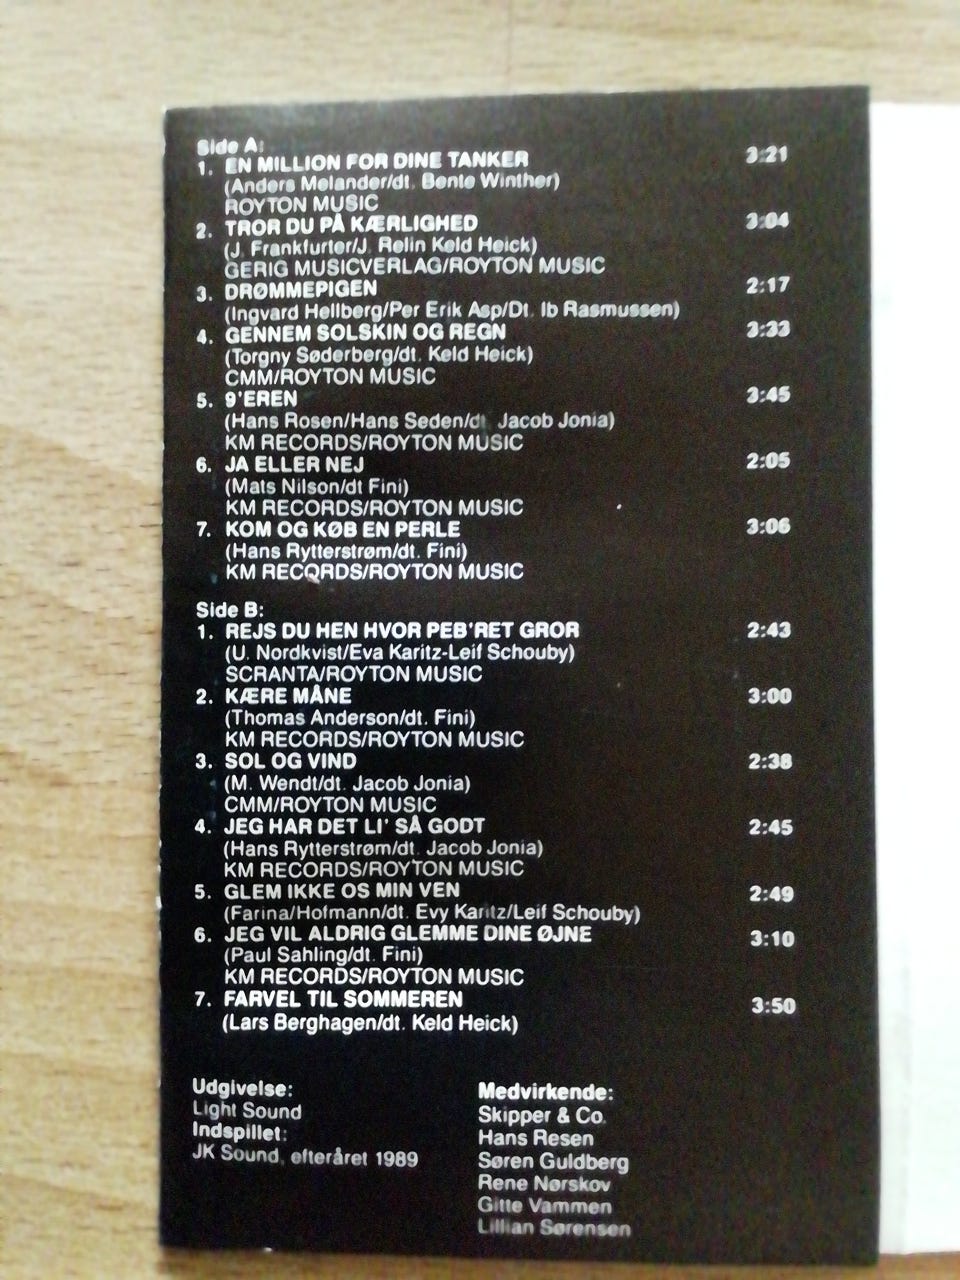 Side A:
1. EN MILLION FOR DINE TANKER 3:21
(Anders Melander/dt. Bente Winther)
ROYTON MUSIC
2. TROR DU PÅ KÆRLIGHED 3:04
(J. Frankfurter/J. Relin Keld Heick)
GERIG MUSICVERLAG/ROYTON MUSIC
3. DRØMMEPIGEN 2:17
(Ingvard Hellberg/Per Erik Asp/Dt. Ib Rasmussen)
4. GENNEM SOLSKIN OG REGN 3:33
(Torgny Søderberg/dt. Keld Heick)
CMM/ROYTON MUSIC
5. 9'EREN 3:45
(Hans Rosen/Hans Seden/dt. Jacob Jonia)
KM RECORDS/ROYTON MUSIC
6. JA ELLER NEJ 2:05
(Mats Nilson/dt Fini)
KM RECORDS/ROYTON MUSIC
7. KOM OG KØB EN PERLE 3:06
(Hans Rytterstrøm/dt. Fini)
KM RECORDS/ROYTON MUSIC
Side B:
1. REJS DU HEN HVOR PEB'RET GROR 2:43
(U. Nordkvist/Eva Karitz-Leif Schouby)
SCRANTA/ROYTON MUSIC
2. KÆRE MÅNE 3:00
(Thomas Anderson/dt. Fini)
KM RECORDS/ROYTON MUSIC
3. SOL OG VIND 2:38
(M. Wendt/dt. Jacob Jonia)
CMM/ROYTON MUSIC
4. JEG HAR DET LI' SÅ GODT 2:45
(Hans Rytterstrøm/dt. Jacob Jonia)
KM RECORDS/ROYTON MUSIC
5. GLEM IKKE OS MIN VEN 2:49
(Farina/Hofmann/dt. Evy Karitz/Leif Schouby)
6. JEG VIL ALDRIG GLEMME DINE ØJNE 3:10
(Paul Sahling/dt. Fini)
KM RECORDS/ROYTON MUSIC
7. FARVEL TIL SOMMEREN 3:50
(Lars Berghagen/dt. Keld Heick)
Udgivelse:
Light Sound
Indspillet:
JK Sound, efteråret 1989
Medvirkende:
Skipper & Co.
Hans Resen
Søren Guldberg
Rene Nørskov
Gitte Vammen
Lillian Sørensen